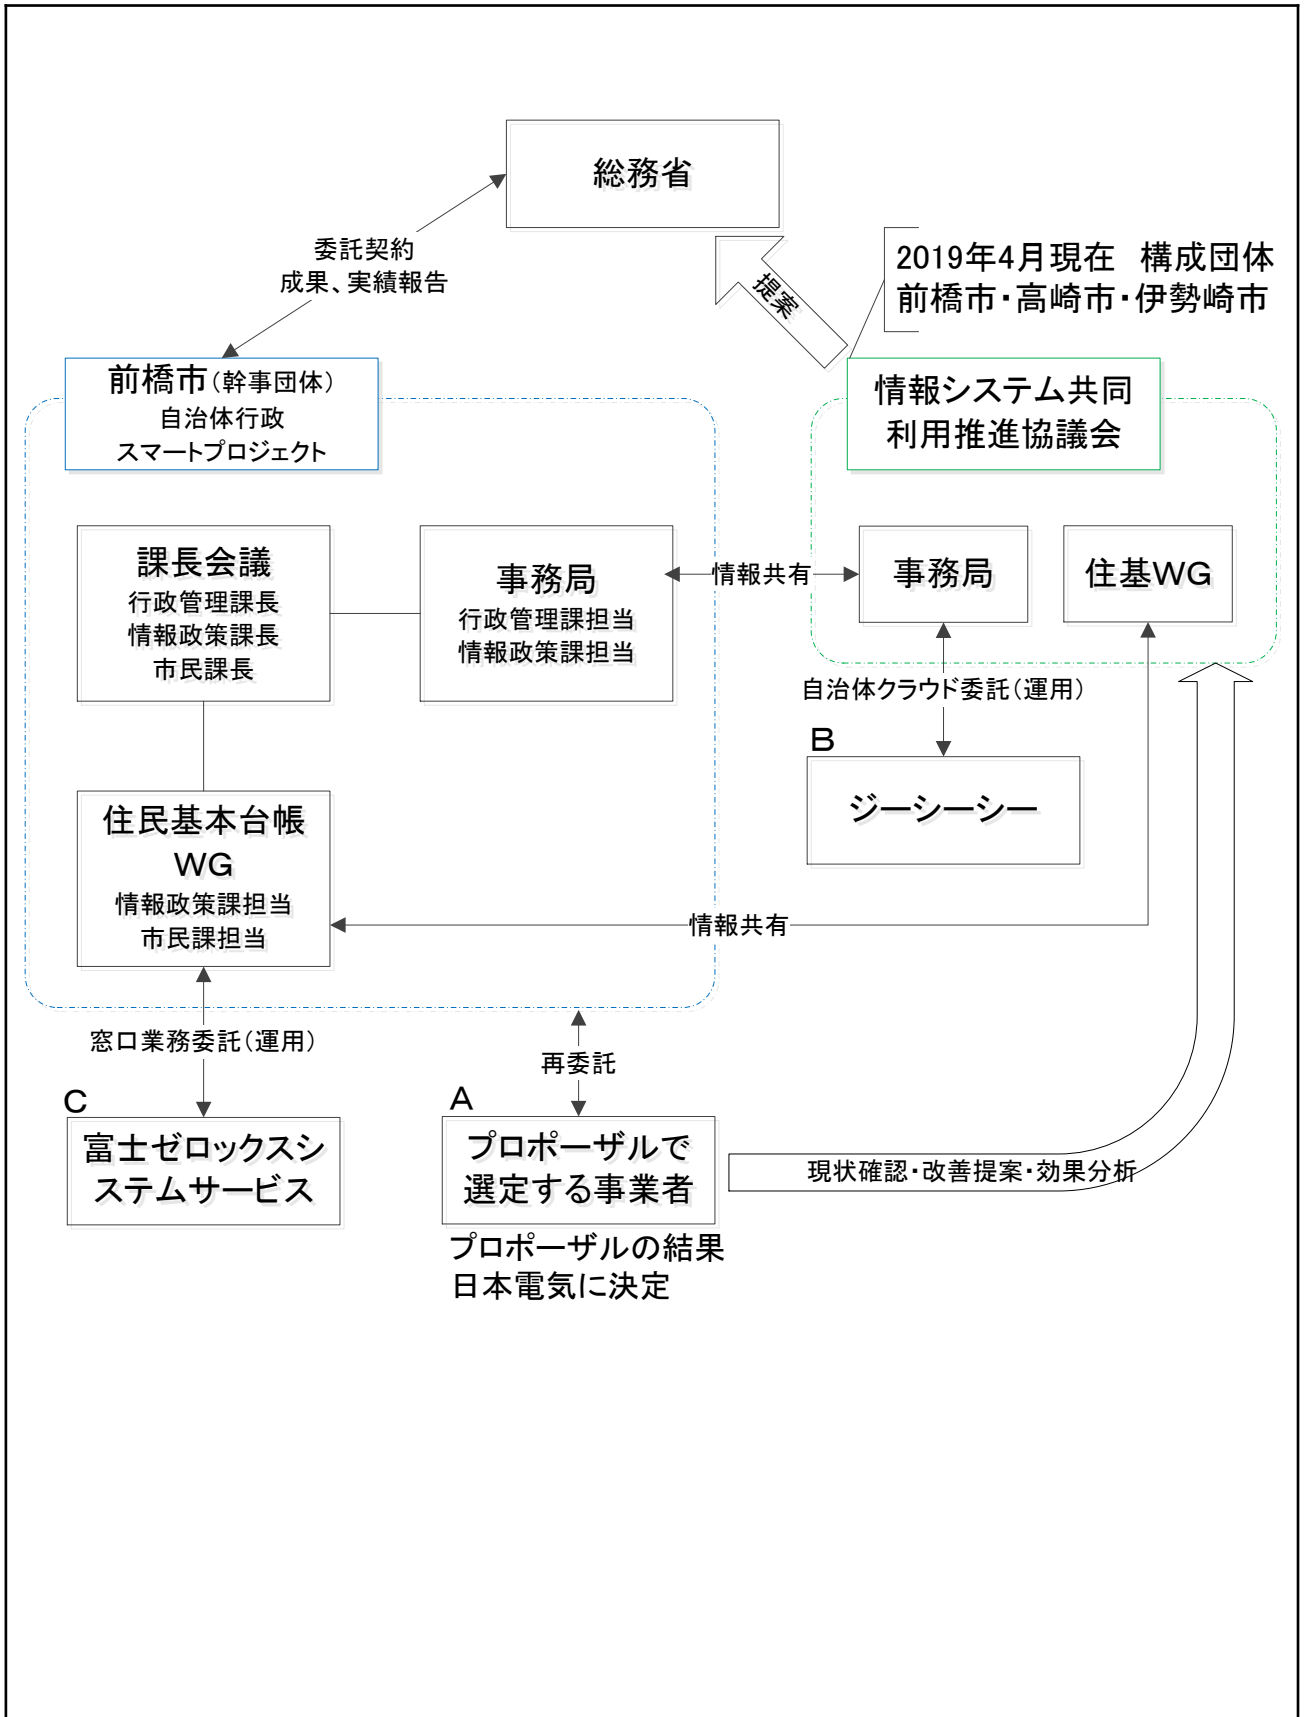 総務省
委託契約
成果、実績報告
提案
2019年4月現在　構成団体
前橋市・高崎市・伊勢崎市
前橋市（幹事団体）
自治体行政
スマートプロジェクト
情報システム共同
利用推進協議会
課長会議
行政管理課長
情報政策課長
市民課長
事務局
行政管理課担当
情報政策課担当
情報共有
事務局
住基WG
自治体クラウド委託（運用）
B
ジーシーシー
住民基本台帳
WG
情報政策課担当
市民課担当
情報共有
窓口業務委託（運用）
再委託
C
富士ゼロックスシ
ステムサービス
A
プロポーザルで
選定する事業者
現状確認・改善提案・効果分析
プロポーザルの結果
日本電気に決定